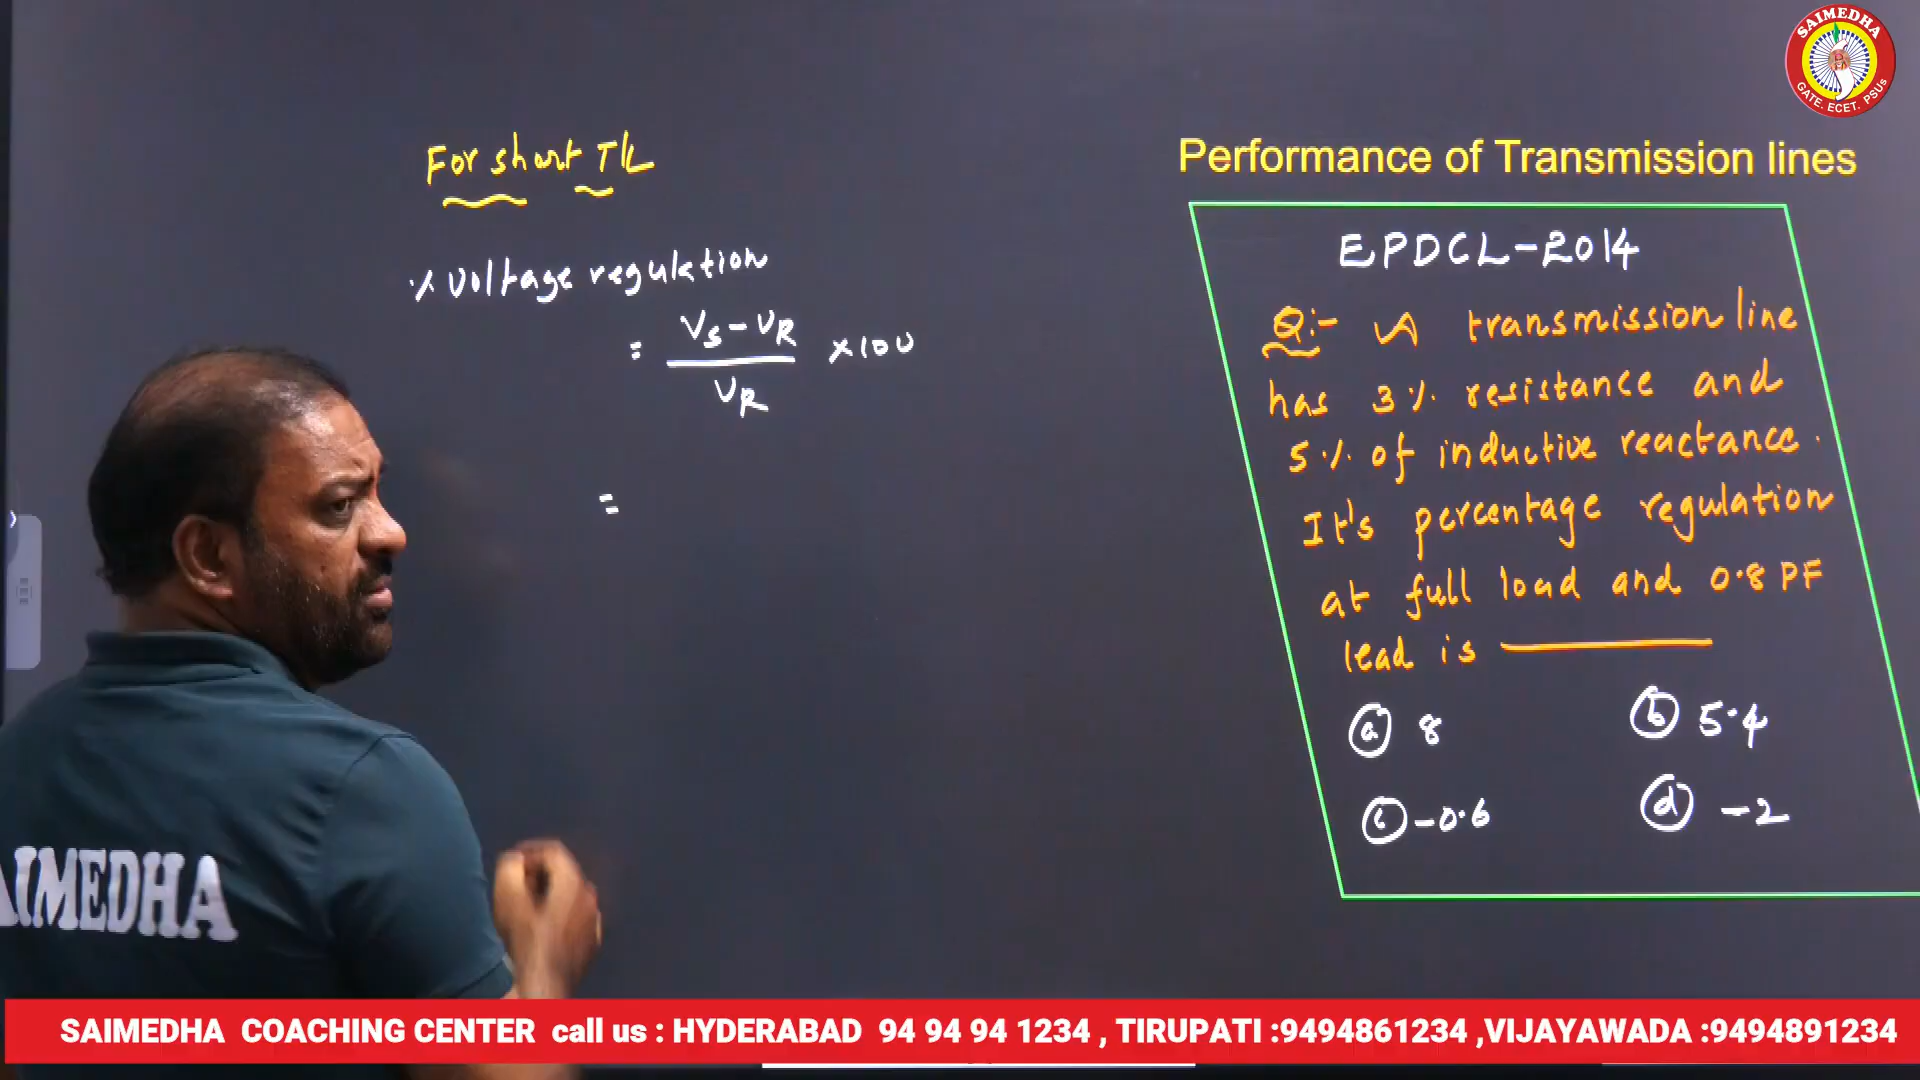 SAIMEDHA
GATE. ECET. PSUs
Performance of Transmission lines
For short T/L
% voltage regulation
= Vs - VR / VR × 100
=
EPDCL-2014
Q:- A transmission line
has 3% resistance and
5% of inductive reactance.
It's percentage regulation
at full load and 0.8 PF
lead is
(a) 8
(b) 5.4
(c) -0.6
(d) -2
AIMEDHA
SAIMEDHA COACHING CENTER call us : HYDERABAD 94 94 94 1234 , TIRUPATI :9494861234 ,VIJAYAWADA :9494891234